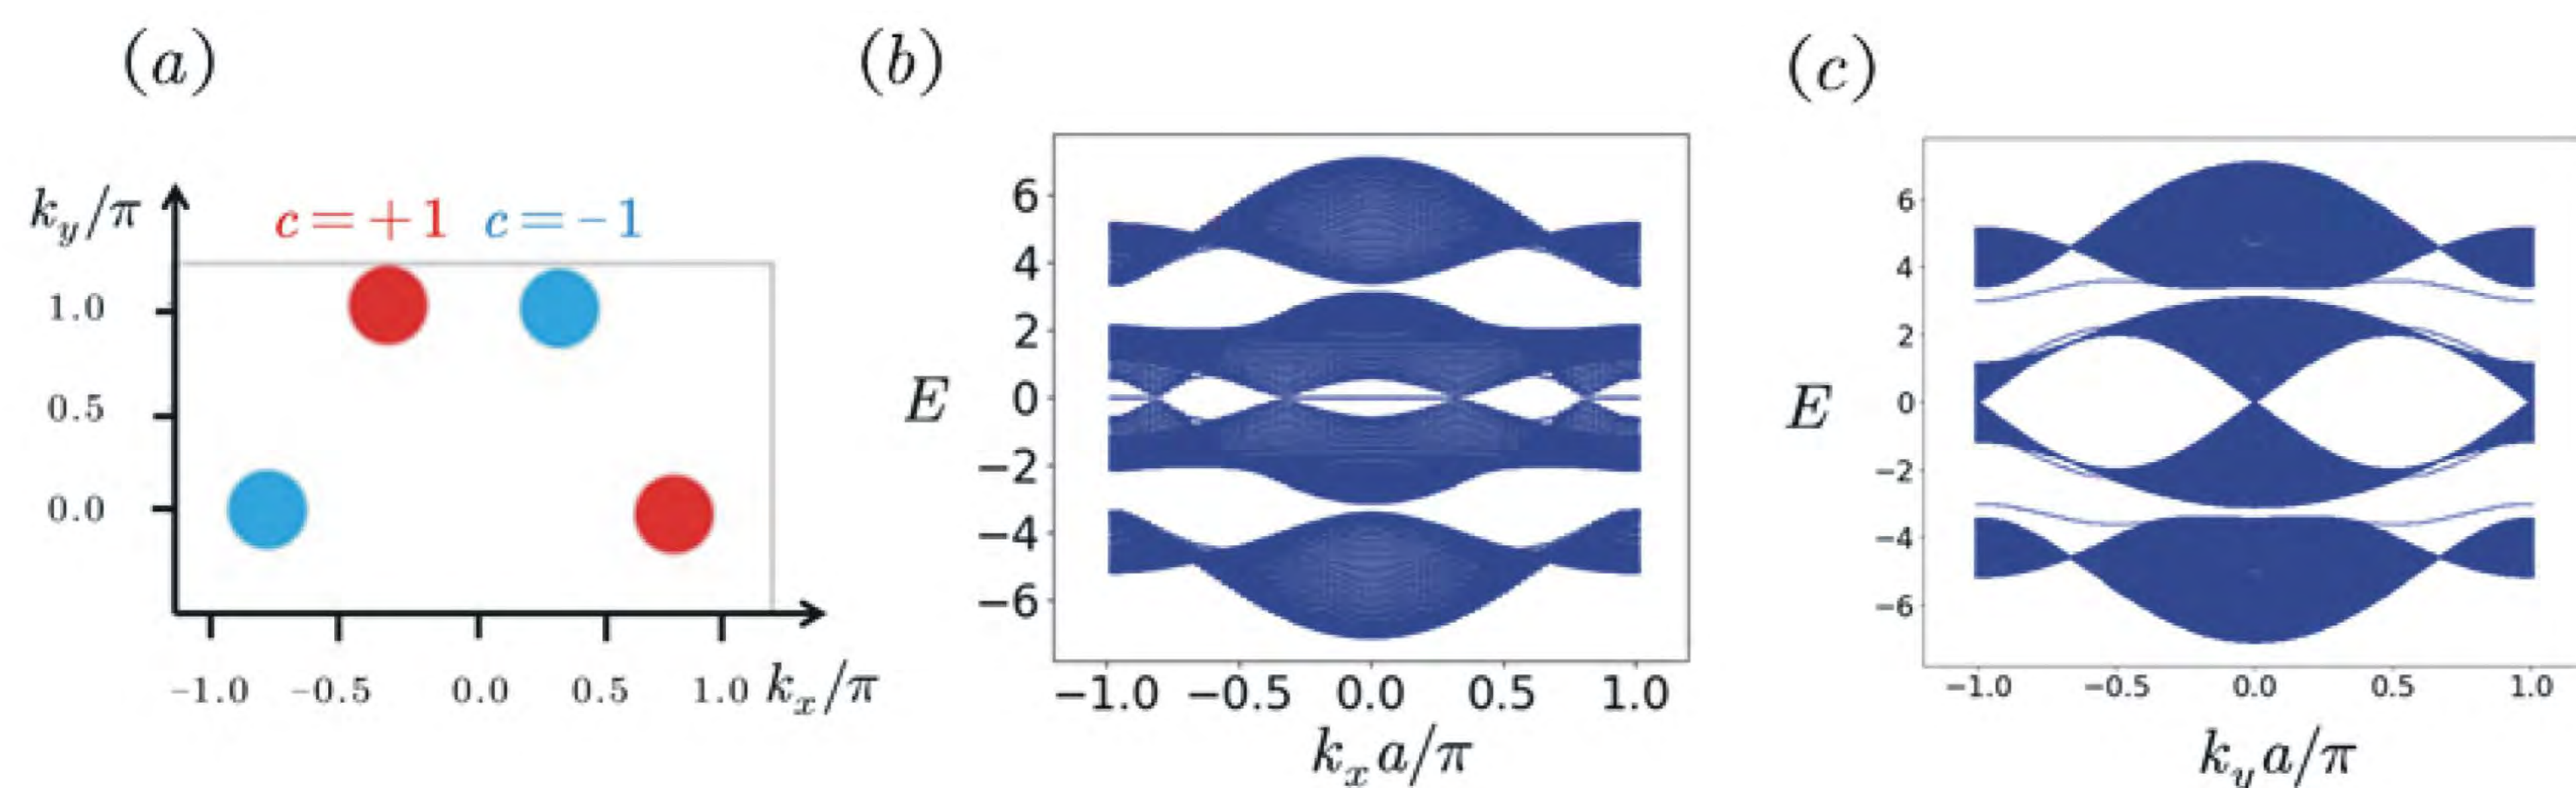 (a)
k_y/π
c=+1 c=−1
1.0
0.5
0.0
−1.0 −0.5 0.0 0.5 1.0 k_x/π
(b)
6
4
2
0
−2
−4
−6
E
−1.0 −0.5 0.0 0.5 1.0
k_x a/π
(c)
6
4
2
0
−2
−4
−6
E
−1.0 −0.5 0.0 0.5 1.0
k_y a/π